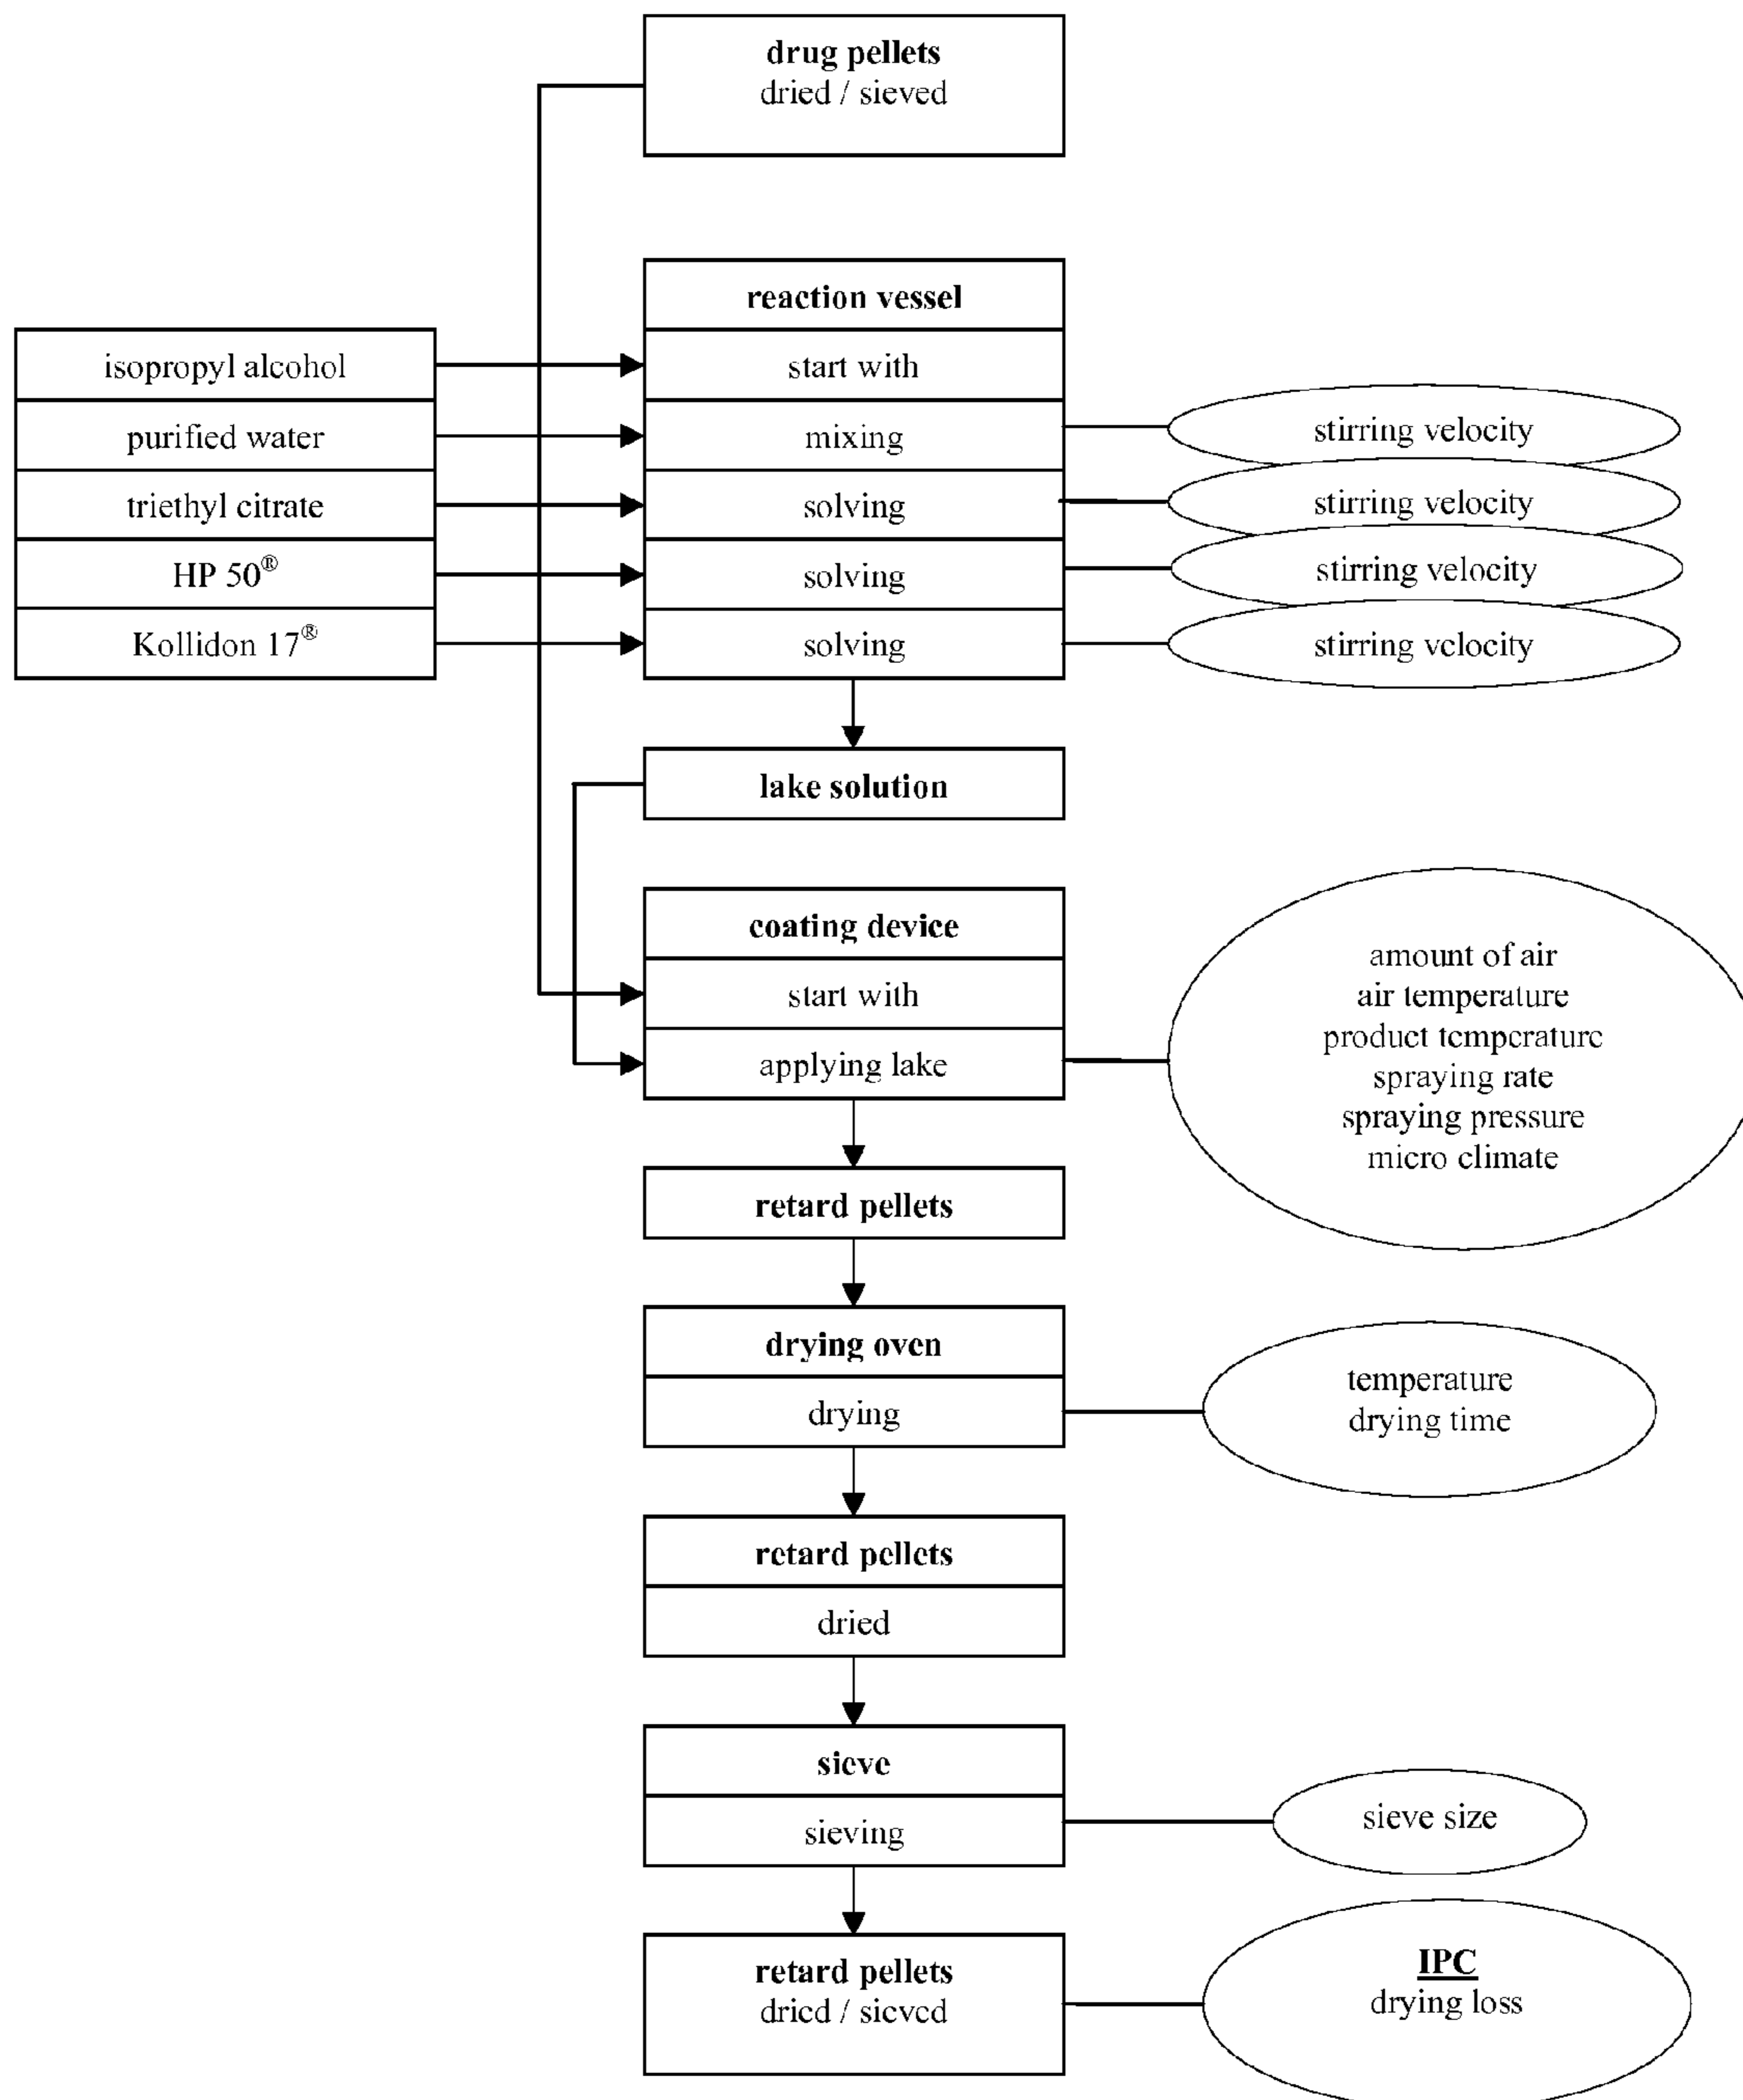 drug pellets
dried / sieved
reaction vessel
isopropyl alcohol
start with
purified water
mixing
stirring velocity
triethyl citrate
solving
stirring velocity
HP 50®
solving
stirring velocity
Kollidon 17®
solving
stirring velocity
lake solution
coating device
start with
applying lake
amount of air
air temperature
product temperature
spraying rate
spraying pressure
micro climate
retard pellets
drying oven
drying
temperature
drying time
retard pellets
dried
sieve
sieving
sieve size
retard pellets
dried / sieved
IPC
drying loss